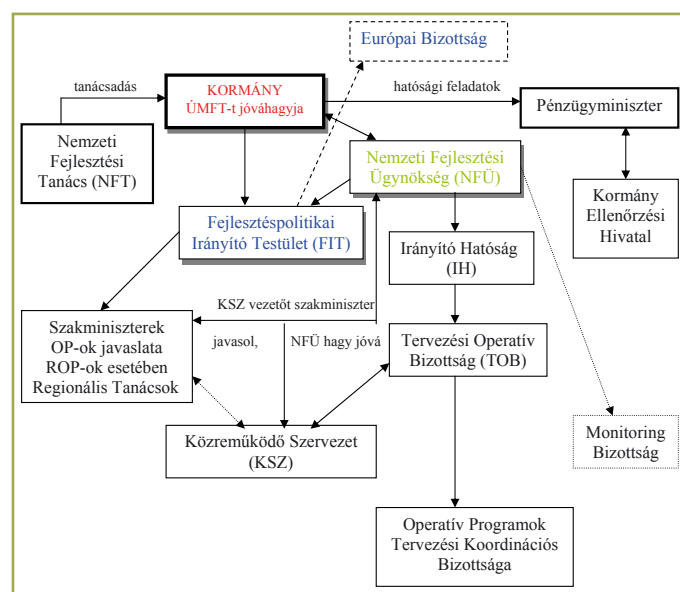 Európai Bizottság
tanácsadás
KORMÁNY
ÚMFT-t jóváhagyja
hatósági feladatok
Pénzügyminiszter
Nemzeti
Fejlesztési
Tanács (NFT)
Nemzeti Fejlesztési
Ügynökség (NFÜ)
Kormány
Ellenőrzési
Hivatal
Fejlesztéspolitikai
Irányító Testület (FIT)
Irányító Hatóság
(IH)
KSZ vezetőt szakminiszter
javasol,
NFÜ hagy jóvá
Szakminiszterek
OP-ok javaslata
ROP-ok esetében
Regionális Tanácsok
Tervezési Operatív
Bizottság (TOB)
Közreműködő Szervezet
(KSZ)
Monitoring
Bizottság
Operatív Programok
Tervezési Koordinációs
Bizottsága